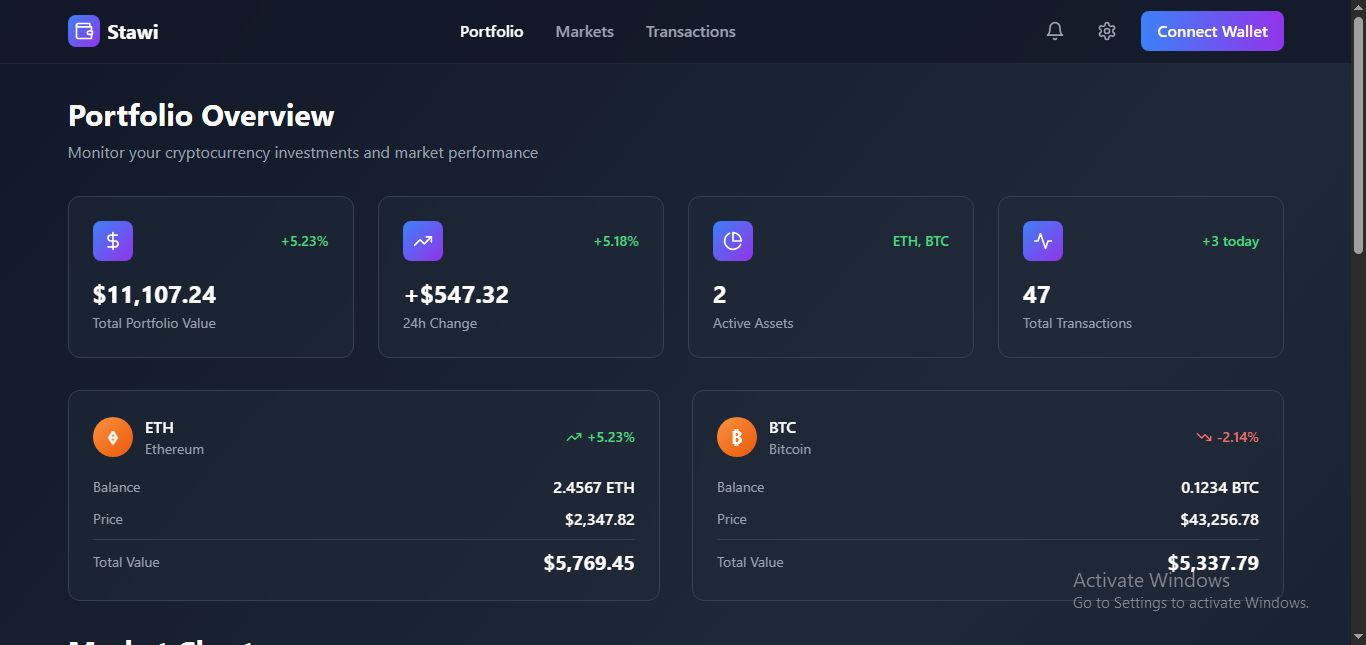 Stawi
Portfolio Markets Transactions
Connect Wallet
Portfolio Overview
Monitor your cryptocurrency investments and market performance
+5.23%
$11,107.24
Total Portfolio Value
+5.18%
+$547.32
24h Change
ETH, BTC
2
Active Assets
+3 today
47
Total Transactions
ETH
Ethereum
+5.23%
Balance 2.4567 ETH
Price $2,347.82
Total Value $5,769.45
BTC
Bitcoin
-2.14%
Balance 0.1234 BTC
Price $43,256.78
Total Value $5,337.79
Activate Windows
Go to Settings to activate Windows.